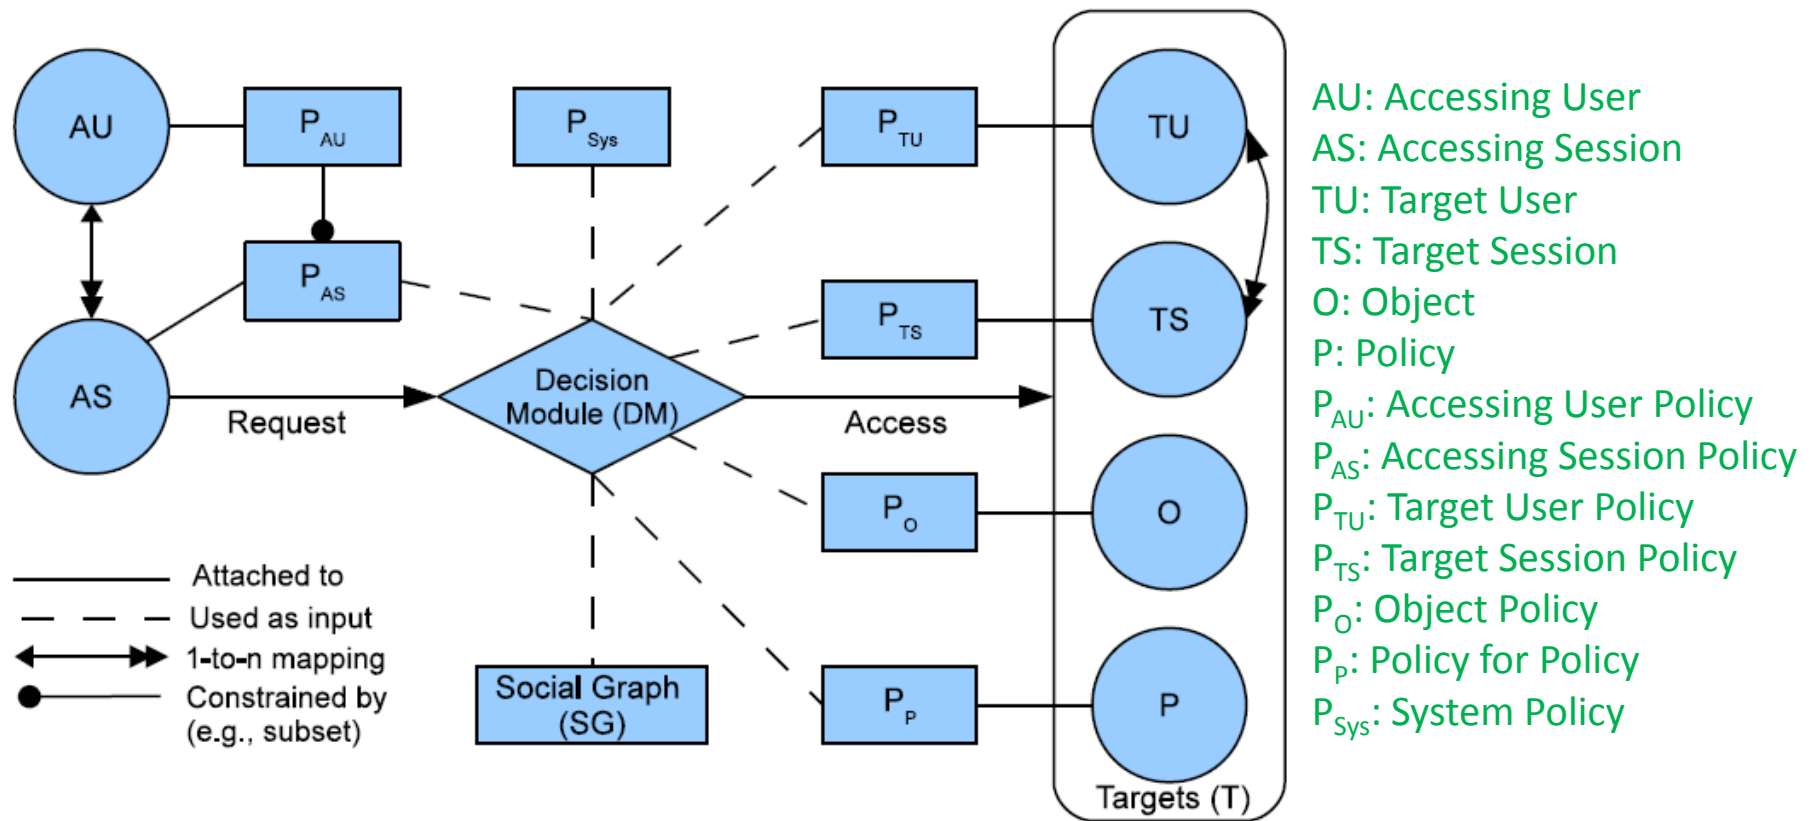 AU
P_AU
P_Sys
P_TU
TU
P_AS
P_TS
TS
AS
Request
Decision
Module (DM)
Access
P_O
O
Attached to
Used as input
1-to-n mapping
Constrained by
(e.g., subset)
Social Graph
(SG)
P_P
P
Targets (T)
AU: Accessing User
AS: Accessing Session
TU: Target User
TS: Target Session
O: Object
P: Policy
P_AU: Accessing User Policy
P_AS: Accessing Session Policy
P_TU: Target User Policy
P_TS: Target Session Policy
P_O: Object Policy
P_P: Policy for Policy
P_Sys: System Policy